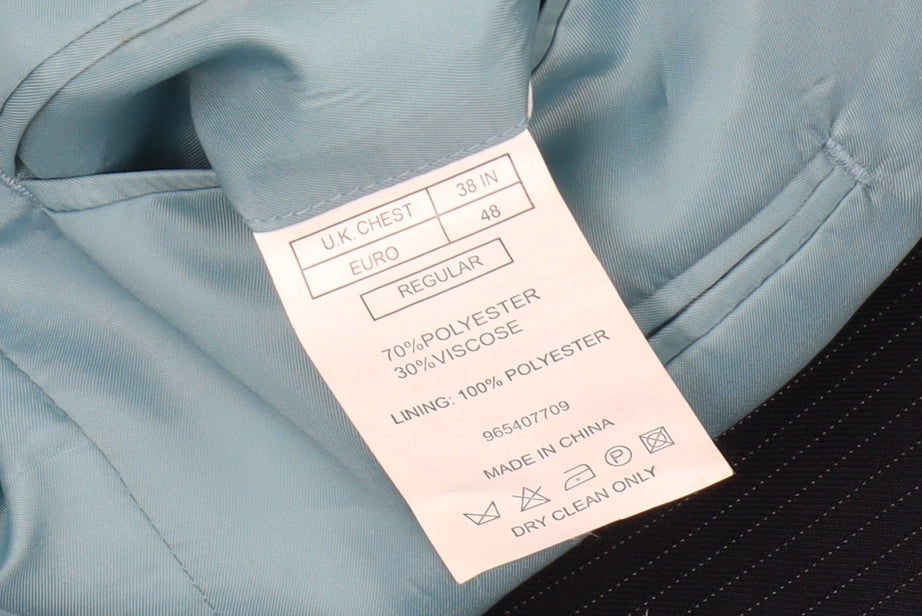 U.K. CHEST 38 IN
EURO 48
REGULAR
70%POLYESTER
30%VISCOSE
LINING: 100% POLYESTER
965407709
MADE IN CHINA
P
DRY CLEAN ONLY